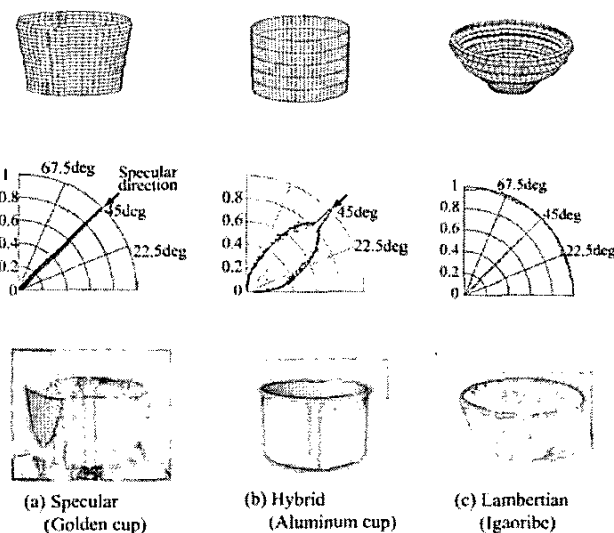 1
0.8
0.6
0.4
0.2
0
67.5deg
Specular
direction
45deg
22.5deg
0.8
0.6
0.4
0.2
0
45deg
22.5deg
1
0.8
0.6
0.4
0.2
0
67.5deg
45deg
22.5deg
(a) Specular
(Golden cup)
(b) Hybrid
(Aluminum cup)
(c) Lambertian
(Igaoribe)